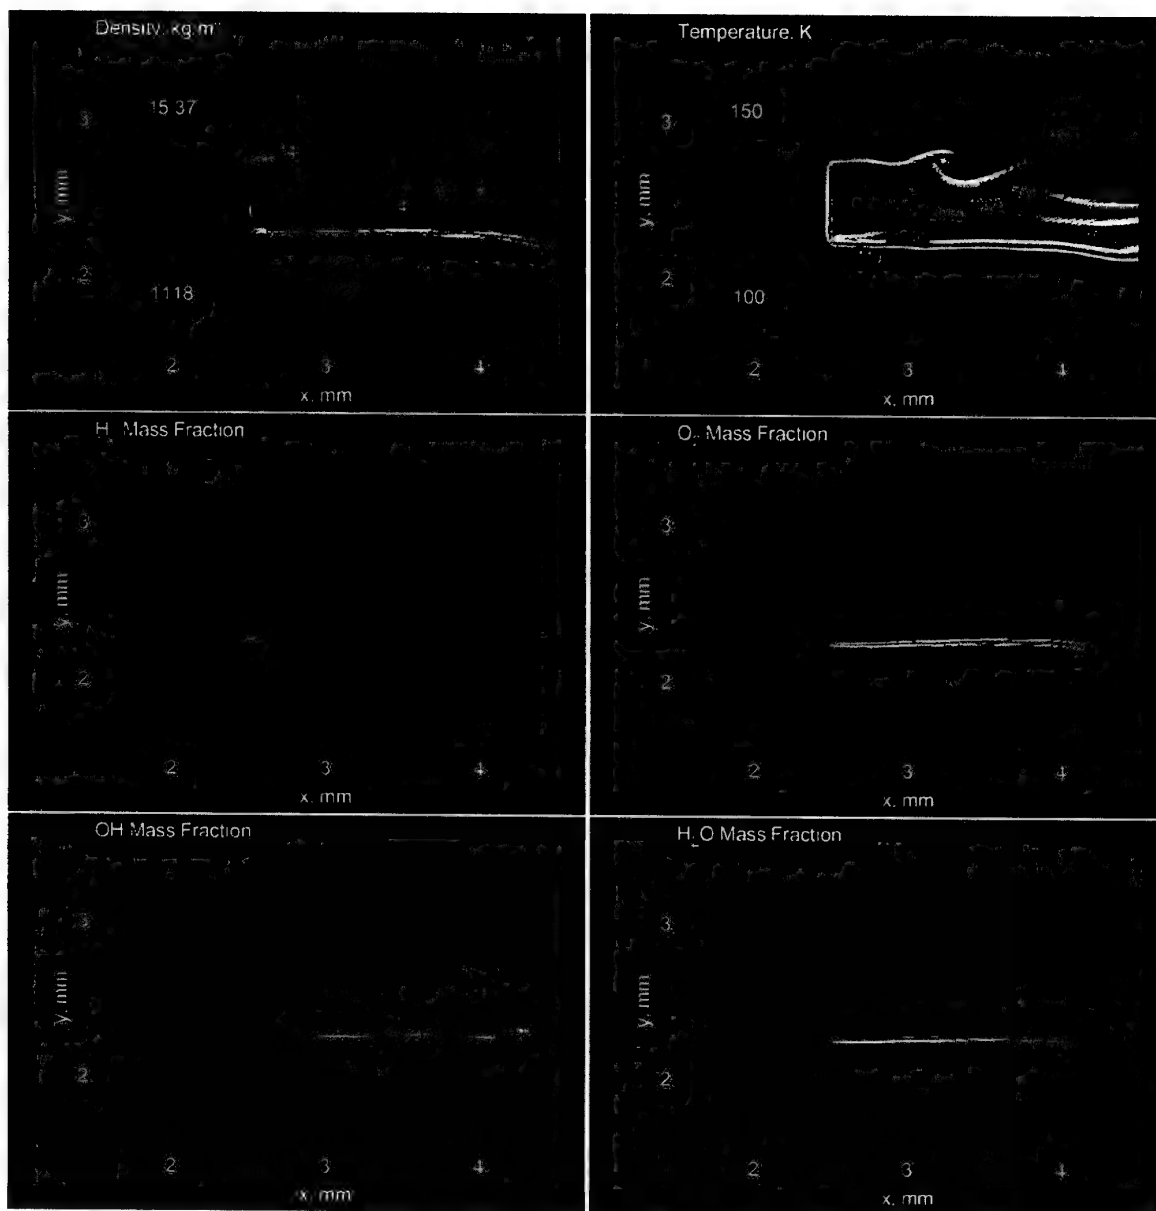 Density, kg/m
15.37
3
y, mm
2
1118
2 3 4
x, mm
Temperature, K
150
3
y, mm
2
100
2 3 4
x, mm
H Mass Fraction
3
y, mm
2
2 3 4
x, mm
O₂ Mass Fraction
3
y, mm
2
2 3 4
x, mm
OH Mass Fraction
3
y, mm
2
2 3 4
x, mm
H₂O Mass Fraction
3
y, mm
2
2 3 4
x, mm